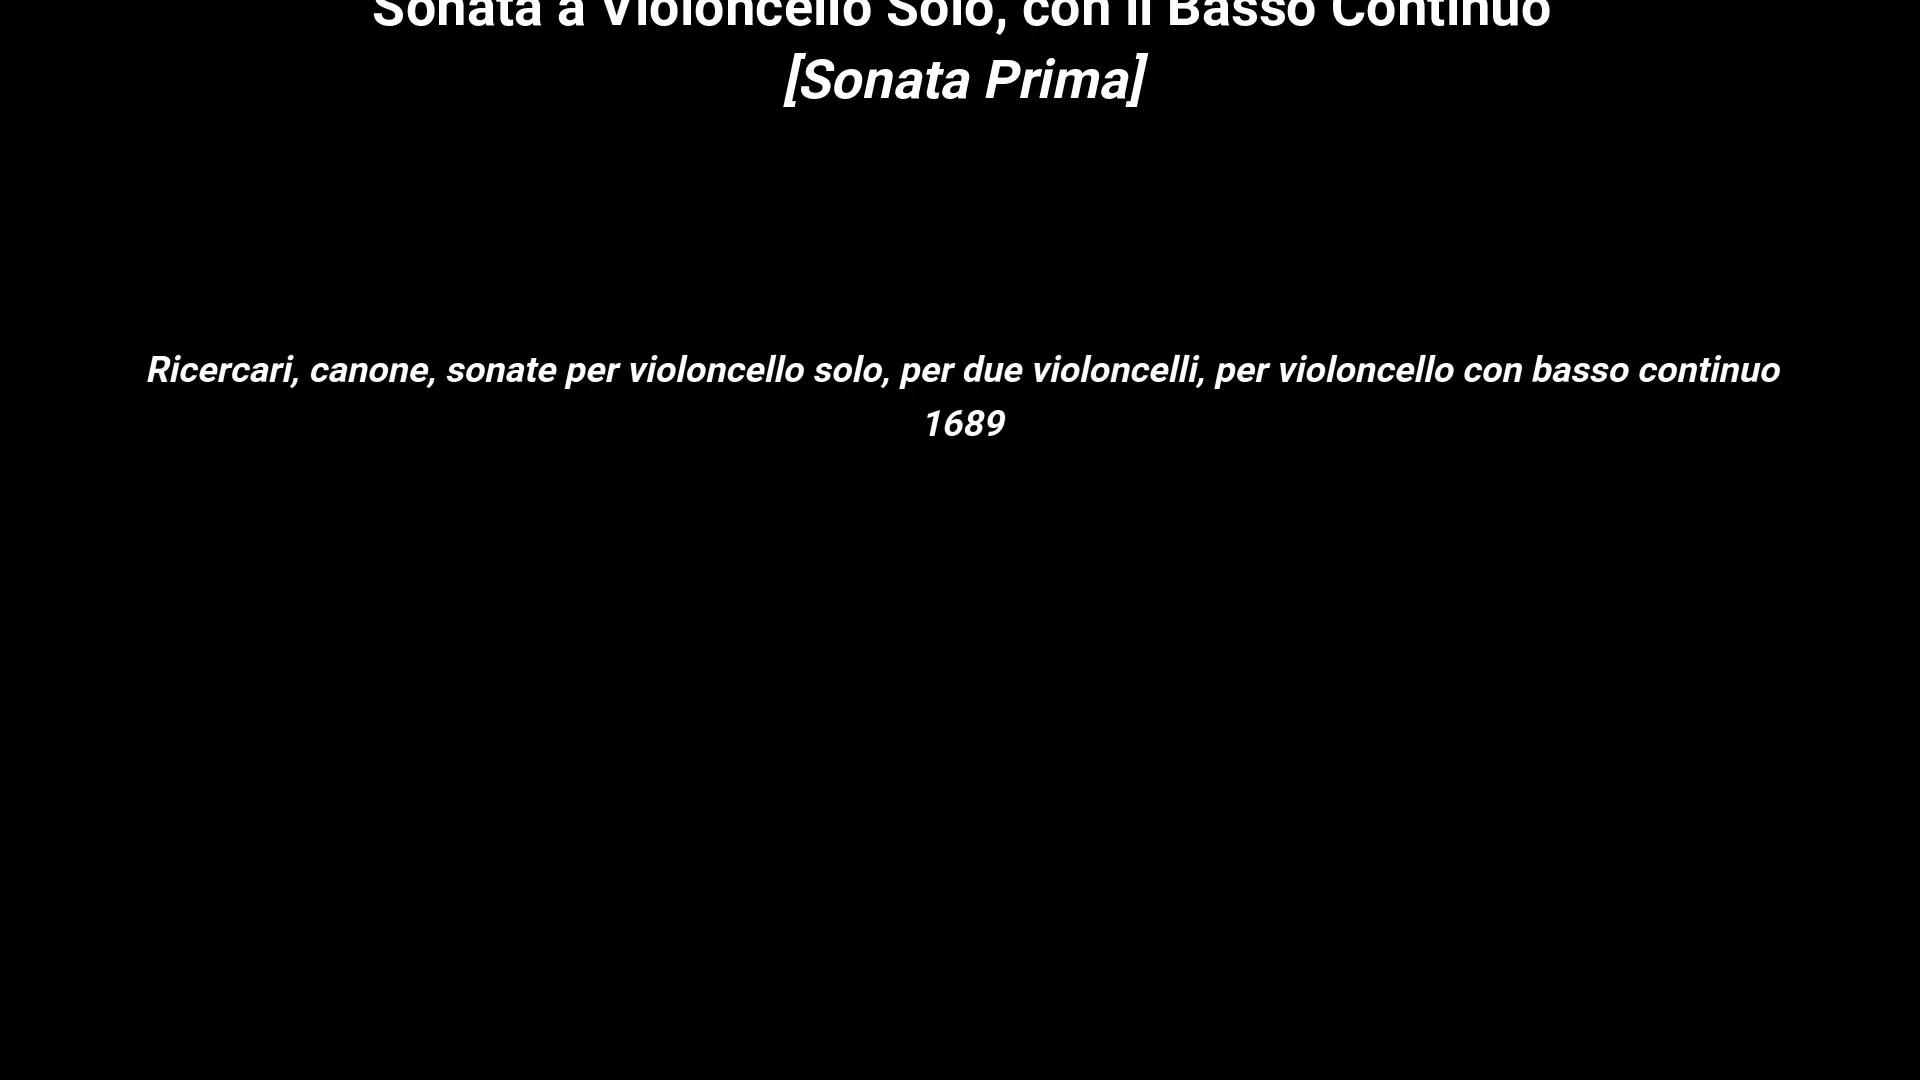 Sonata a Violoncello Solo, con il Basso Continuo
[Sonata Prima]
Ricercari, canone, sonate per violoncello solo, per due violoncelli, per violoncello con basso continuo
1689